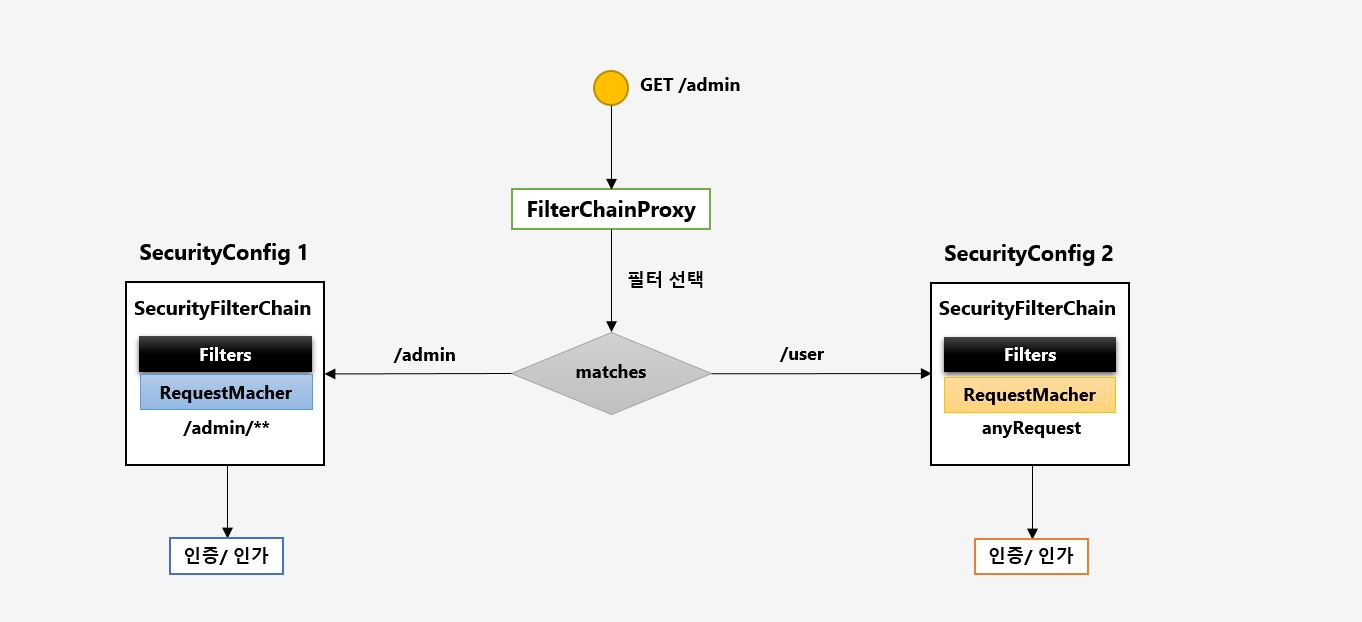 GET /admin
FilterChainProxy
필터 선택
SecurityConfig 1
SecurityFilterChain
Filters
RequestMacher
/admin/**
인증/ 인가
/admin
matches
/user
SecurityConfig 2
SecurityFilterChain
Filters
RequestMacher
anyRequest
인증/ 인가